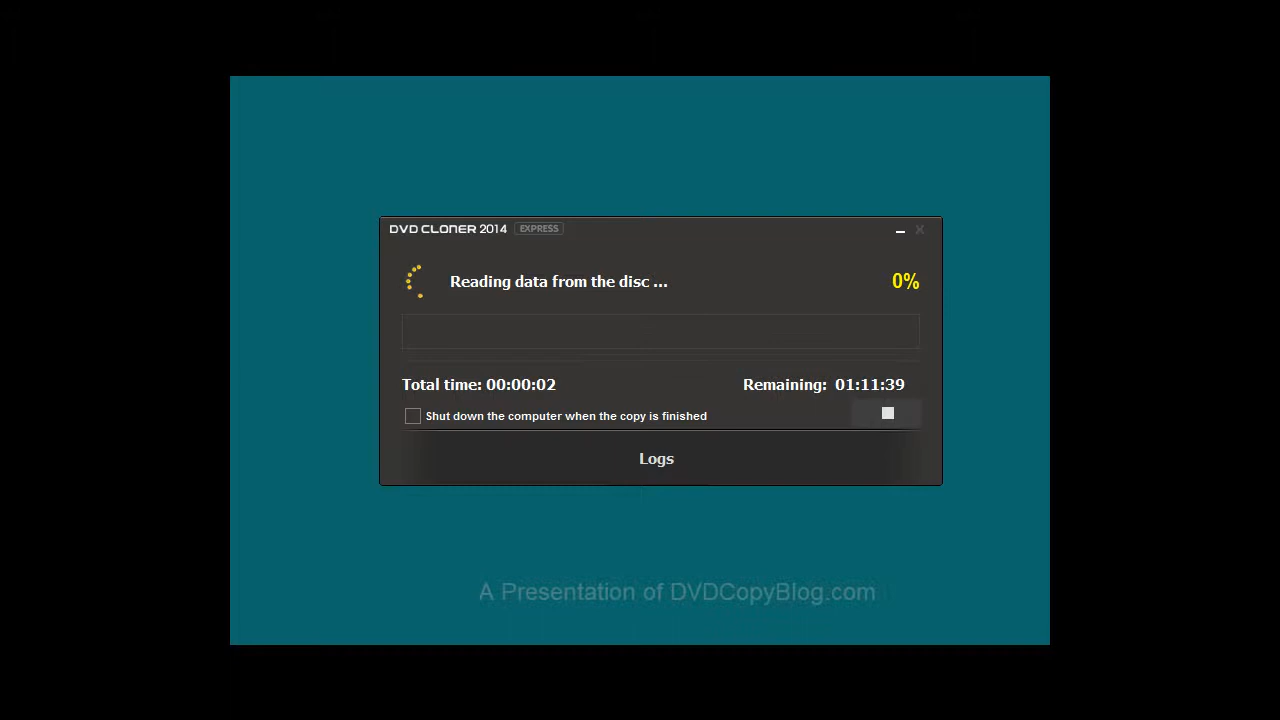 DVD CLONER 2014 EXPRESS
Reading data from the disc ... 0%
Total time: 00:00:02 Remaining: 01:11:39
Shut down the computer when the copy is finished
Logs
A Presentation of DVDCopyBlog.com